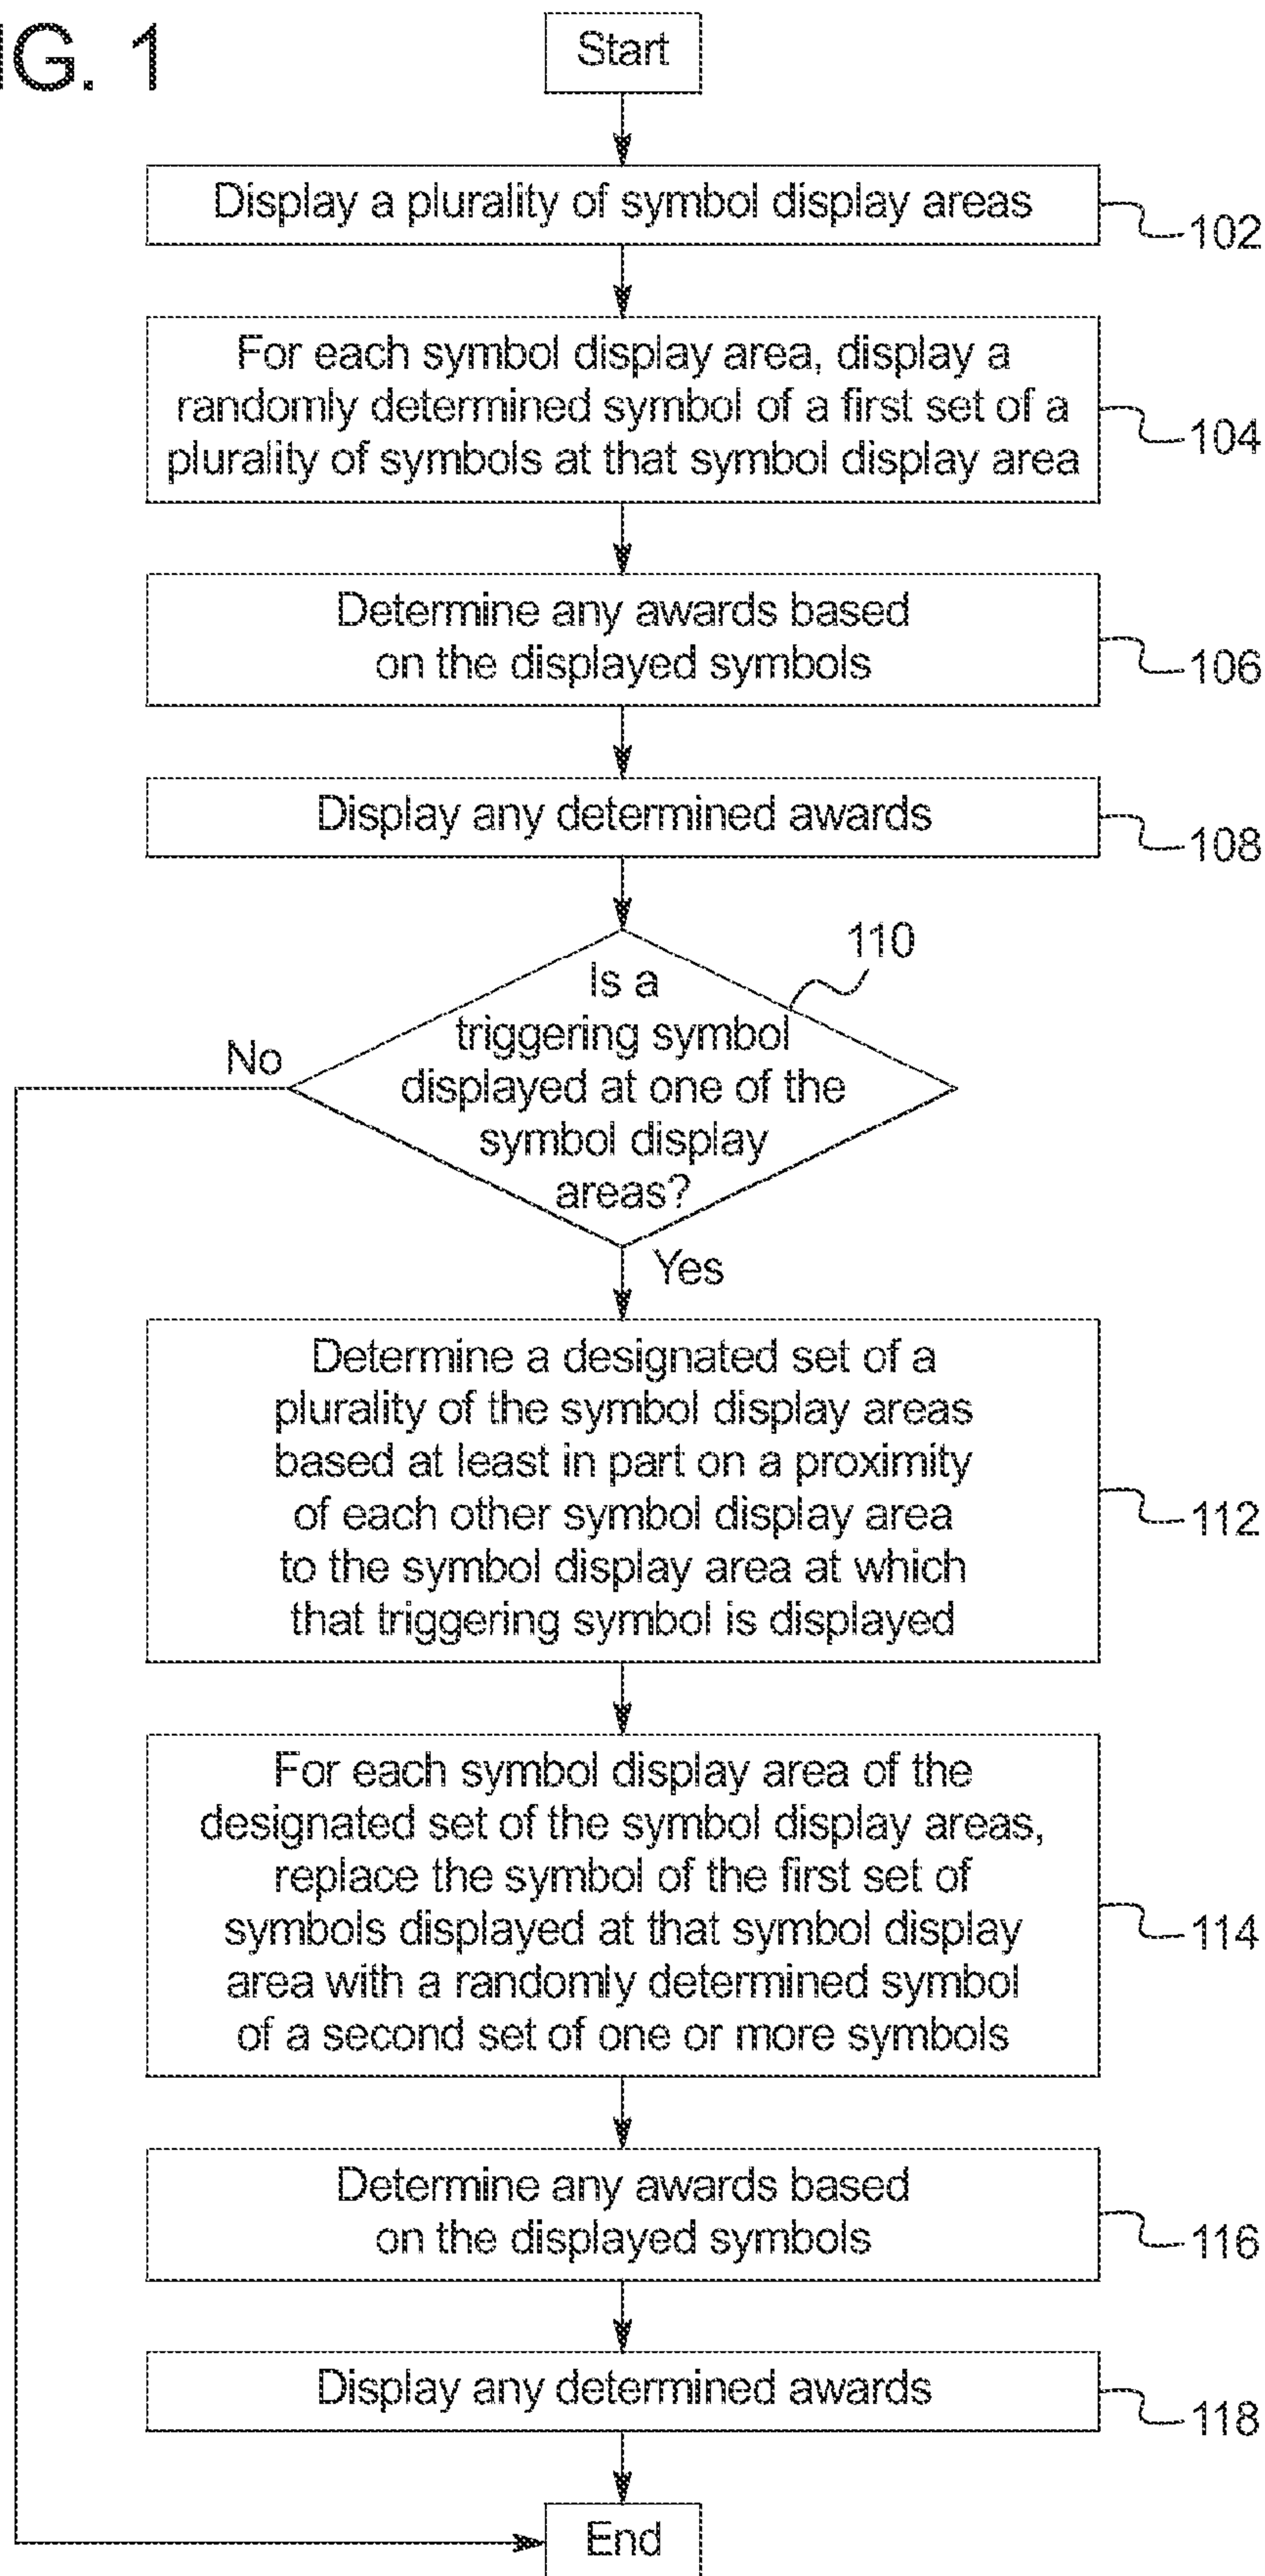 IG. 1
Start
Display a plurality of symbol display areas
102
For each symbol display area, display a
randomly determined symbol of a first set of a
plurality of symbols at that symbol display area
104
Determine any awards based
on the displayed symbols
106
Display any determined awards
108
110
Is a
triggering symbol
displayed at one of the
symbol display
areas?
No
Yes
Determine a designated set of a
plurality of the symbol display areas
based at least in part on a proximity
of each other symbol display area
to the symbol display area at which
that triggering symbol is displayed
112
For each symbol display area of the
designated set of the symbol display areas,
replace the symbol of the first set of
symbols displayed at that symbol display
area with a randomly determined symbol
of a second set of one or more symbols
114
Determine any awards based
on the displayed symbols
116
Display any determined awards
118
End